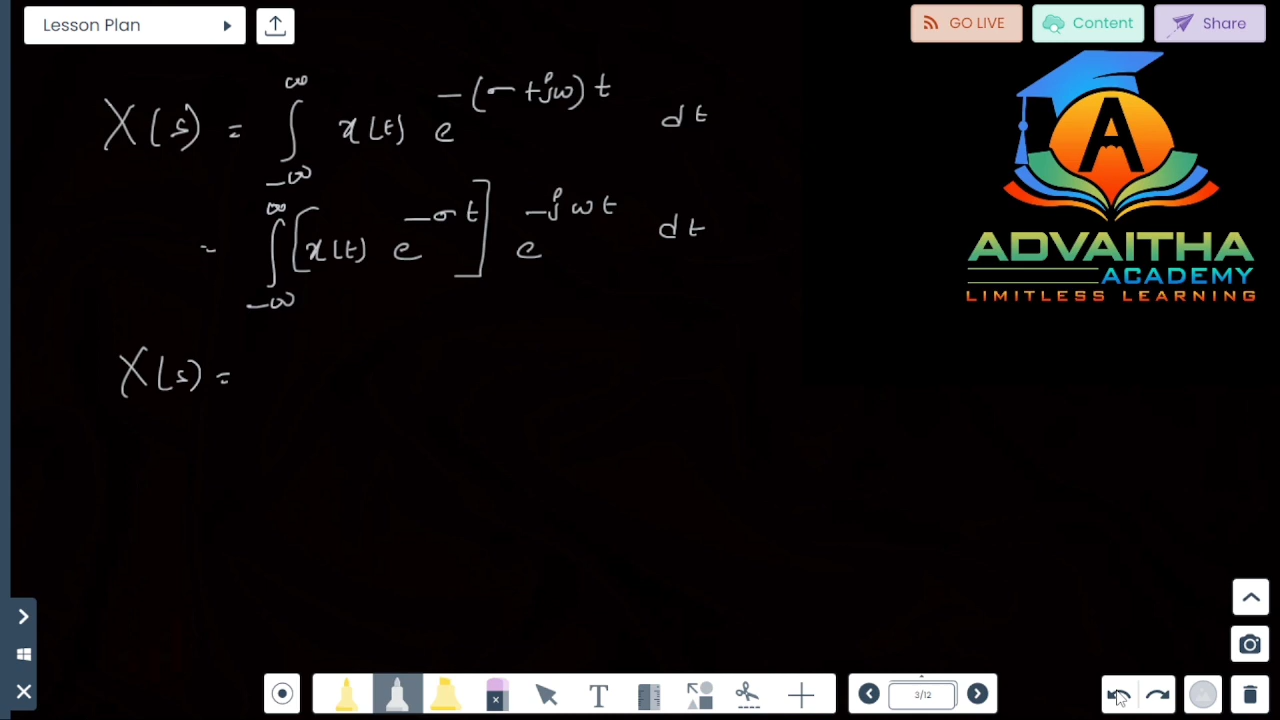 Lesson Plan
GO LIVE
Content
Share
X(s) = ∫_{-∞}^{∞} x(t) e^{-(σ+jω)t} dt
= ∫_{-∞}^{∞} [x(t) e^{-σt}] e^{-jωt} dt
X(s) =
A
ADVAITHA
ACADEMY
LIMITLESS LEARNING
T
3/12